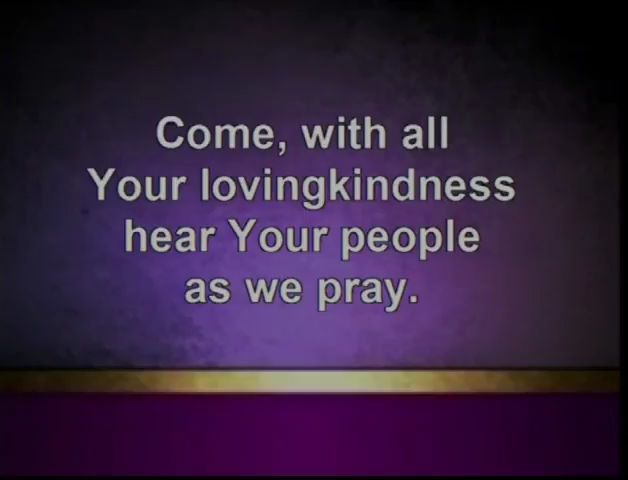 Come, with all
Your lovingkindness
hear Your people
as we pray.